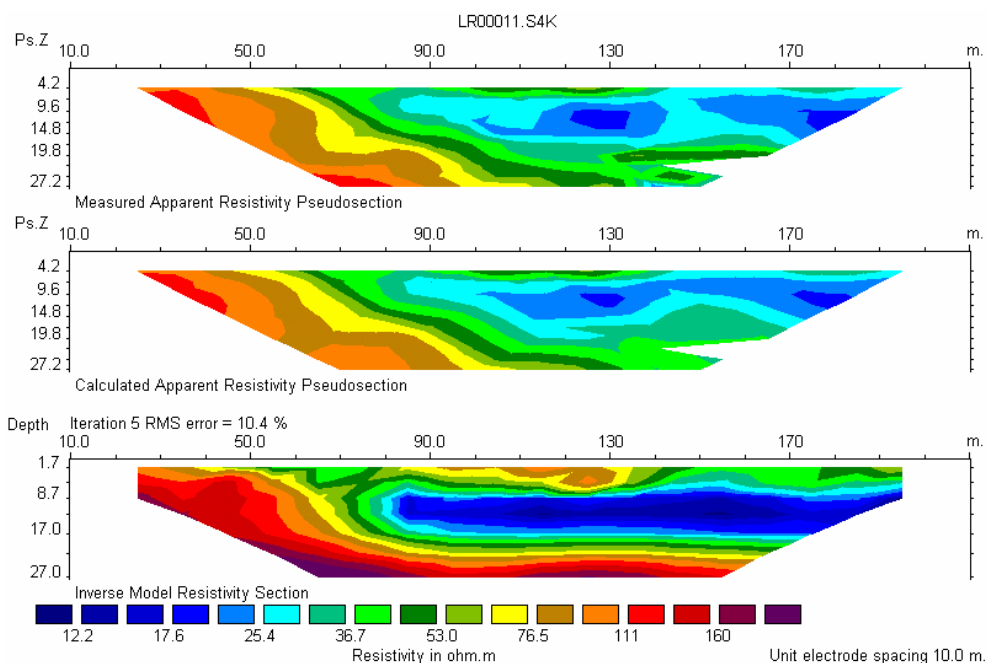 LR00011.S4K
Ps.Z 10.0 50.0 90.0 130 170 m.
4.2
9.6
14.8
19.8
27.2
Measured Apparent Resistivity Pseudosection
Ps.Z 10.0 50.0 90.0 130 170 m.
4.2
9.6
14.8
19.8
27.2
Calculated Apparent Resistivity Pseudosection
Depth Iteration 5 RMS error = 10.4 %
10.0 50.0 90.0 130 170 m.
1.7
8.7
17.0
27.0
Inverse Model Resistivity Section
12.2 17.6 25.4 36.7 53.0 76.5 111 160
Resistivity in ohm.m Unit electrode spacing 10.0 m.